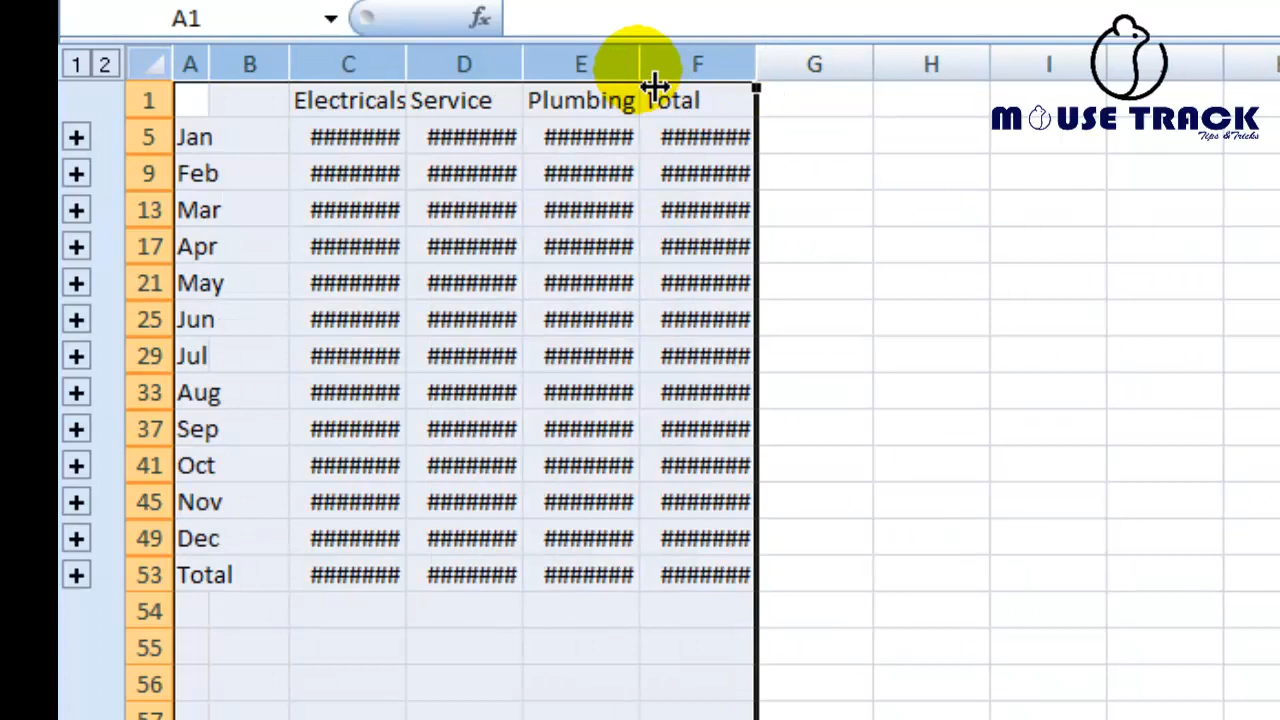 A1 fx
1 2 A B C D E F G H I
1 Electricals Service Plumbing Total
5 Jan ####### ####### ####### #######
9 Feb ####### ####### ####### #######
13 Mar ####### ####### ####### #######
17 Apr ####### ####### ####### #######
21 May ####### ####### ####### #######
25 Jun ####### ####### ####### #######
29 Jul ####### ####### ####### #######
33 Aug ####### ####### ####### #######
37 Sep ####### ####### ####### #######
41 Oct ####### ####### ####### #######
45 Nov ####### ####### ####### #######
49 Dec ####### ####### ####### #######
53 Total ####### ####### ####### #######
54
55
56
57
MOUSE TRACK
Tips & Tricks